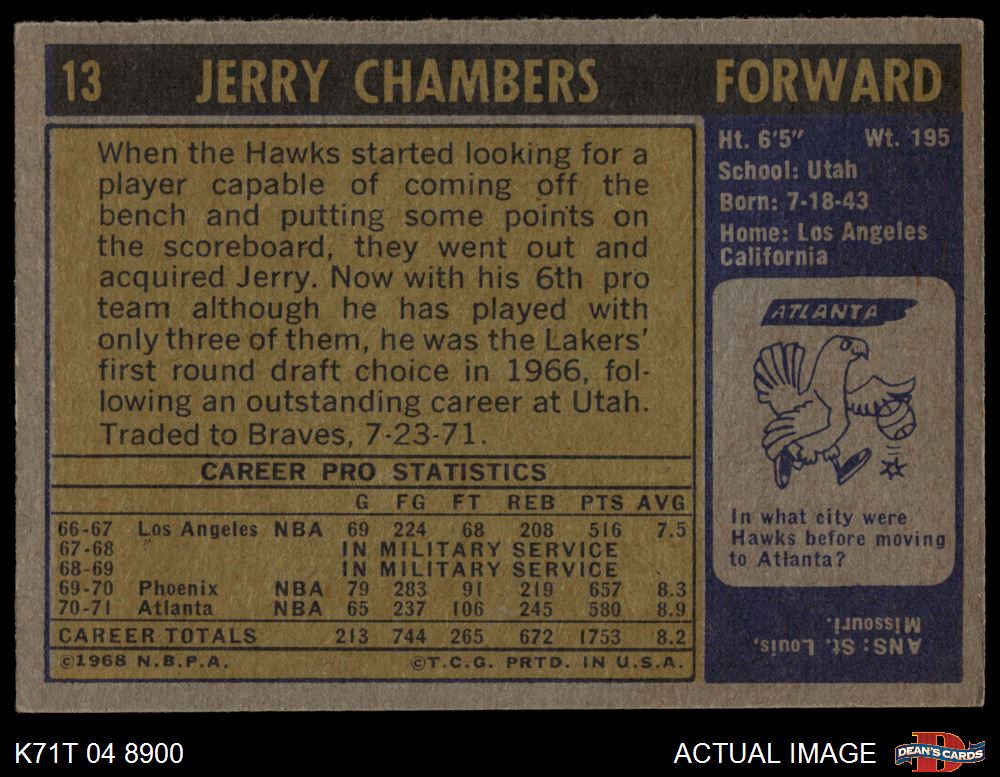 13 JERRY CHAMBERS FORWARD
When the Hawks started looking for a
player capable of coming off the
bench and putting some points on
the scoreboard, they went out and
acquired Jerry. Now with his 6th pro
team although he has played with
only three of them, he was the Lakers'
first round draft choice in 1966, fol-
lowing an outstanding career at Utah.
Traded to Braves, 7-23-71.
CAREER PRO STATISTICS
G FG FT REB PTS AVG
66-67 Los Angeles NBA 69 224 68 208 516 7.5
67-68 IN MILITARY SERVICE
68-69 IN MILITARY SERVICE
69-70 Phoenix NBA 79 283 91 219 657 8.3
70-71 Atlanta NBA 65 237 106 245 580 8.9
CAREER TOTALS 213 744 265 672 1753 8.2
©1968 N.B.P.A. ©T.C.G. PRTD. IN U.S.A.
Ht. 6'5" Wt. 195
School: Utah
Born: 7-18-43
Home: Los Angeles
California
ATLANTA
In what city were
Hawks before moving
to Atlanta?
ANS: St. Louis,
Missouri.
K71T 04 8900 ACTUAL IMAGE
D
DEAN'S CARDS